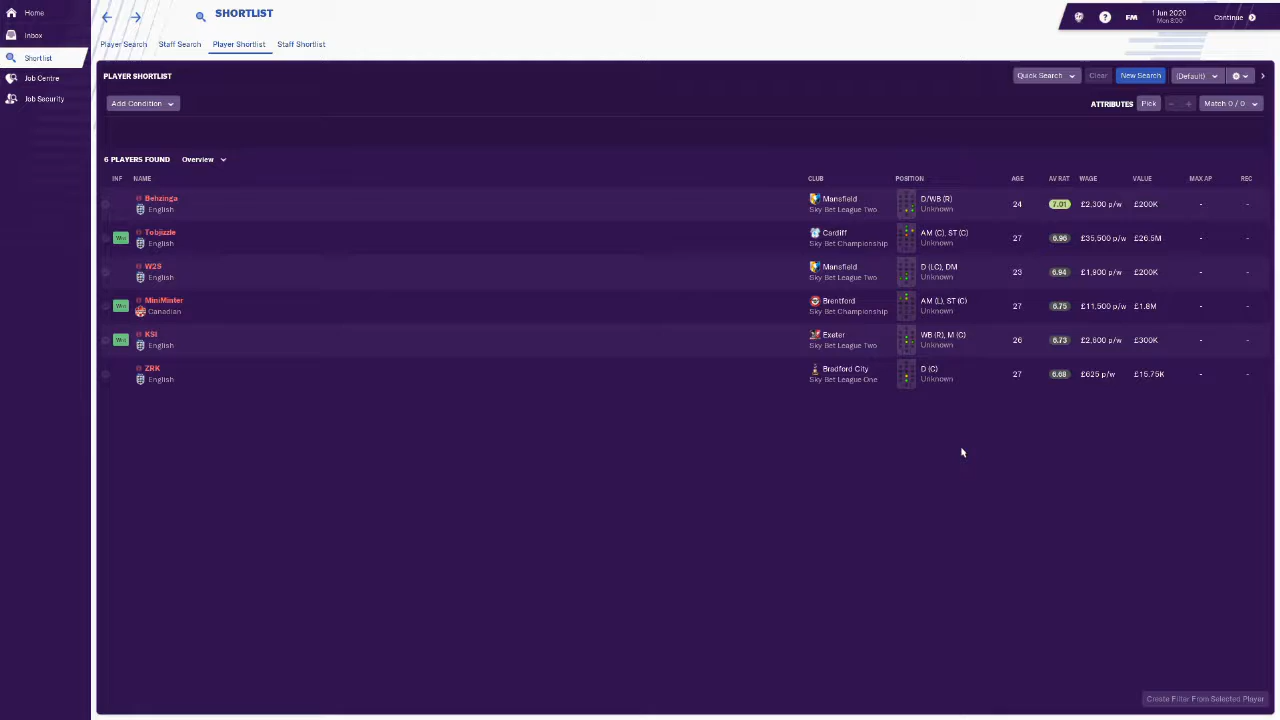 Home
Inbox
Shortlist
Job Centre
Job Security
SHORTLIST
FM
1 Jun 2020
Mon 8:00
Continue
Player Search Staff Search Player Shortlist Staff Shortlist
PLAYER SHORTLIST
Quick Search Clear New Search (Default)
Add Condition
ATTRIBUTES Pick - + Match 0 / 0
6 PLAYERS FOUND Overview
INF NAME CLUB POSITION AGE AV RAT WAGE VALUE MAX AP REC
Behzinga Mansfield D/WB (R) 24 7.01 £2,300 p/w £200K - -
English Sky Bet League Two Unknown
Wnt Tobjizzle Cardiff AM (C), ST (C) 27 6.96 £35,500 p/w £26.5M - -
English Sky Bet Championship Unknown
W2S Mansfield D (LC), DM 23 6.94 £1,900 p/w £200K - -
English Sky Bet League Two Unknown
Wnt MiniMinter Brentford AM (L), ST (C) 27 6.75 £11,500 p/w £1.8M - -
Canadian Sky Bet Championship Unknown
Wnt KSI Exeter WB (R), M (C) 26 6.73 £2,600 p/w £300K - -
English Sky Bet League Two Unknown
ZRK Bradford City D (C) 27 6.68 £625 p/w £15.75K - -
English Sky Bet League One Unknown
Create Filter From Selected Player